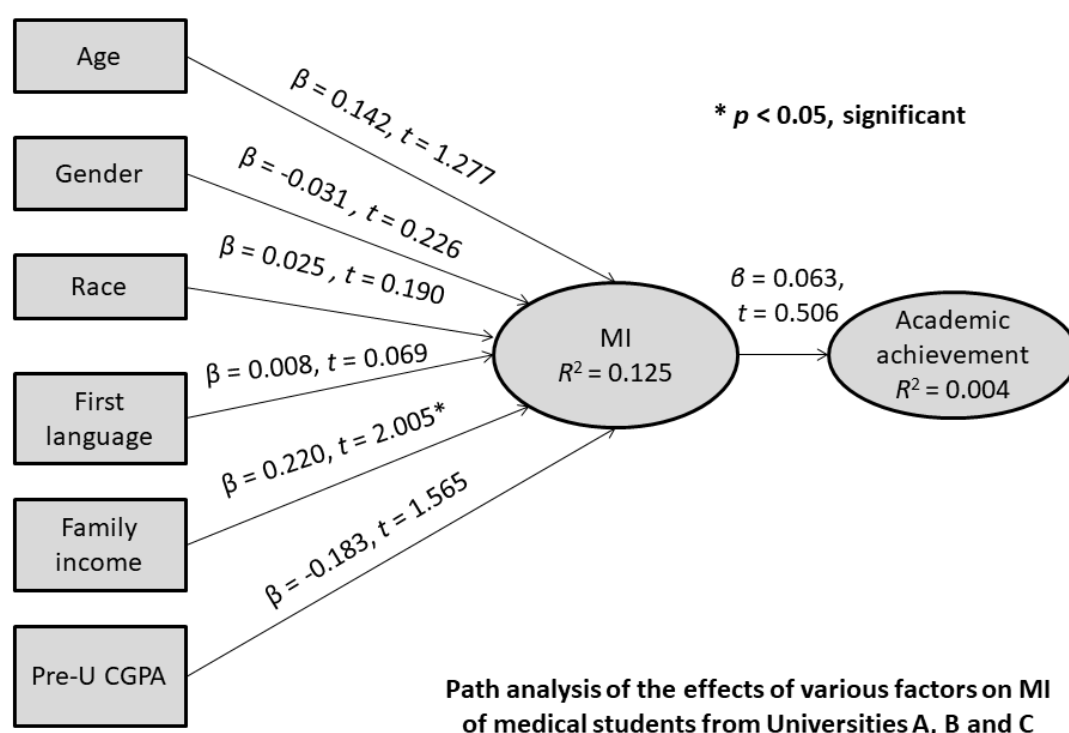 Age
β = 0.142, t = 1.277
* p < 0.05, significant
Gender
β = -0.031 , t = 0.226
Race
β = 0.025 , t = 0.190
First
language
β = 0.008, t = 0.069
Family
income
β = 0.220, t = 2.005*
Pre-U CGPA
β = -0.183, t = 1.565
MI
R² = 0.125
β = 0.063,
t = 0.506
Academic
achievement
R² = 0.004
Path analysis of the effects of various factors on MI
of medical students from Universities A, B and C